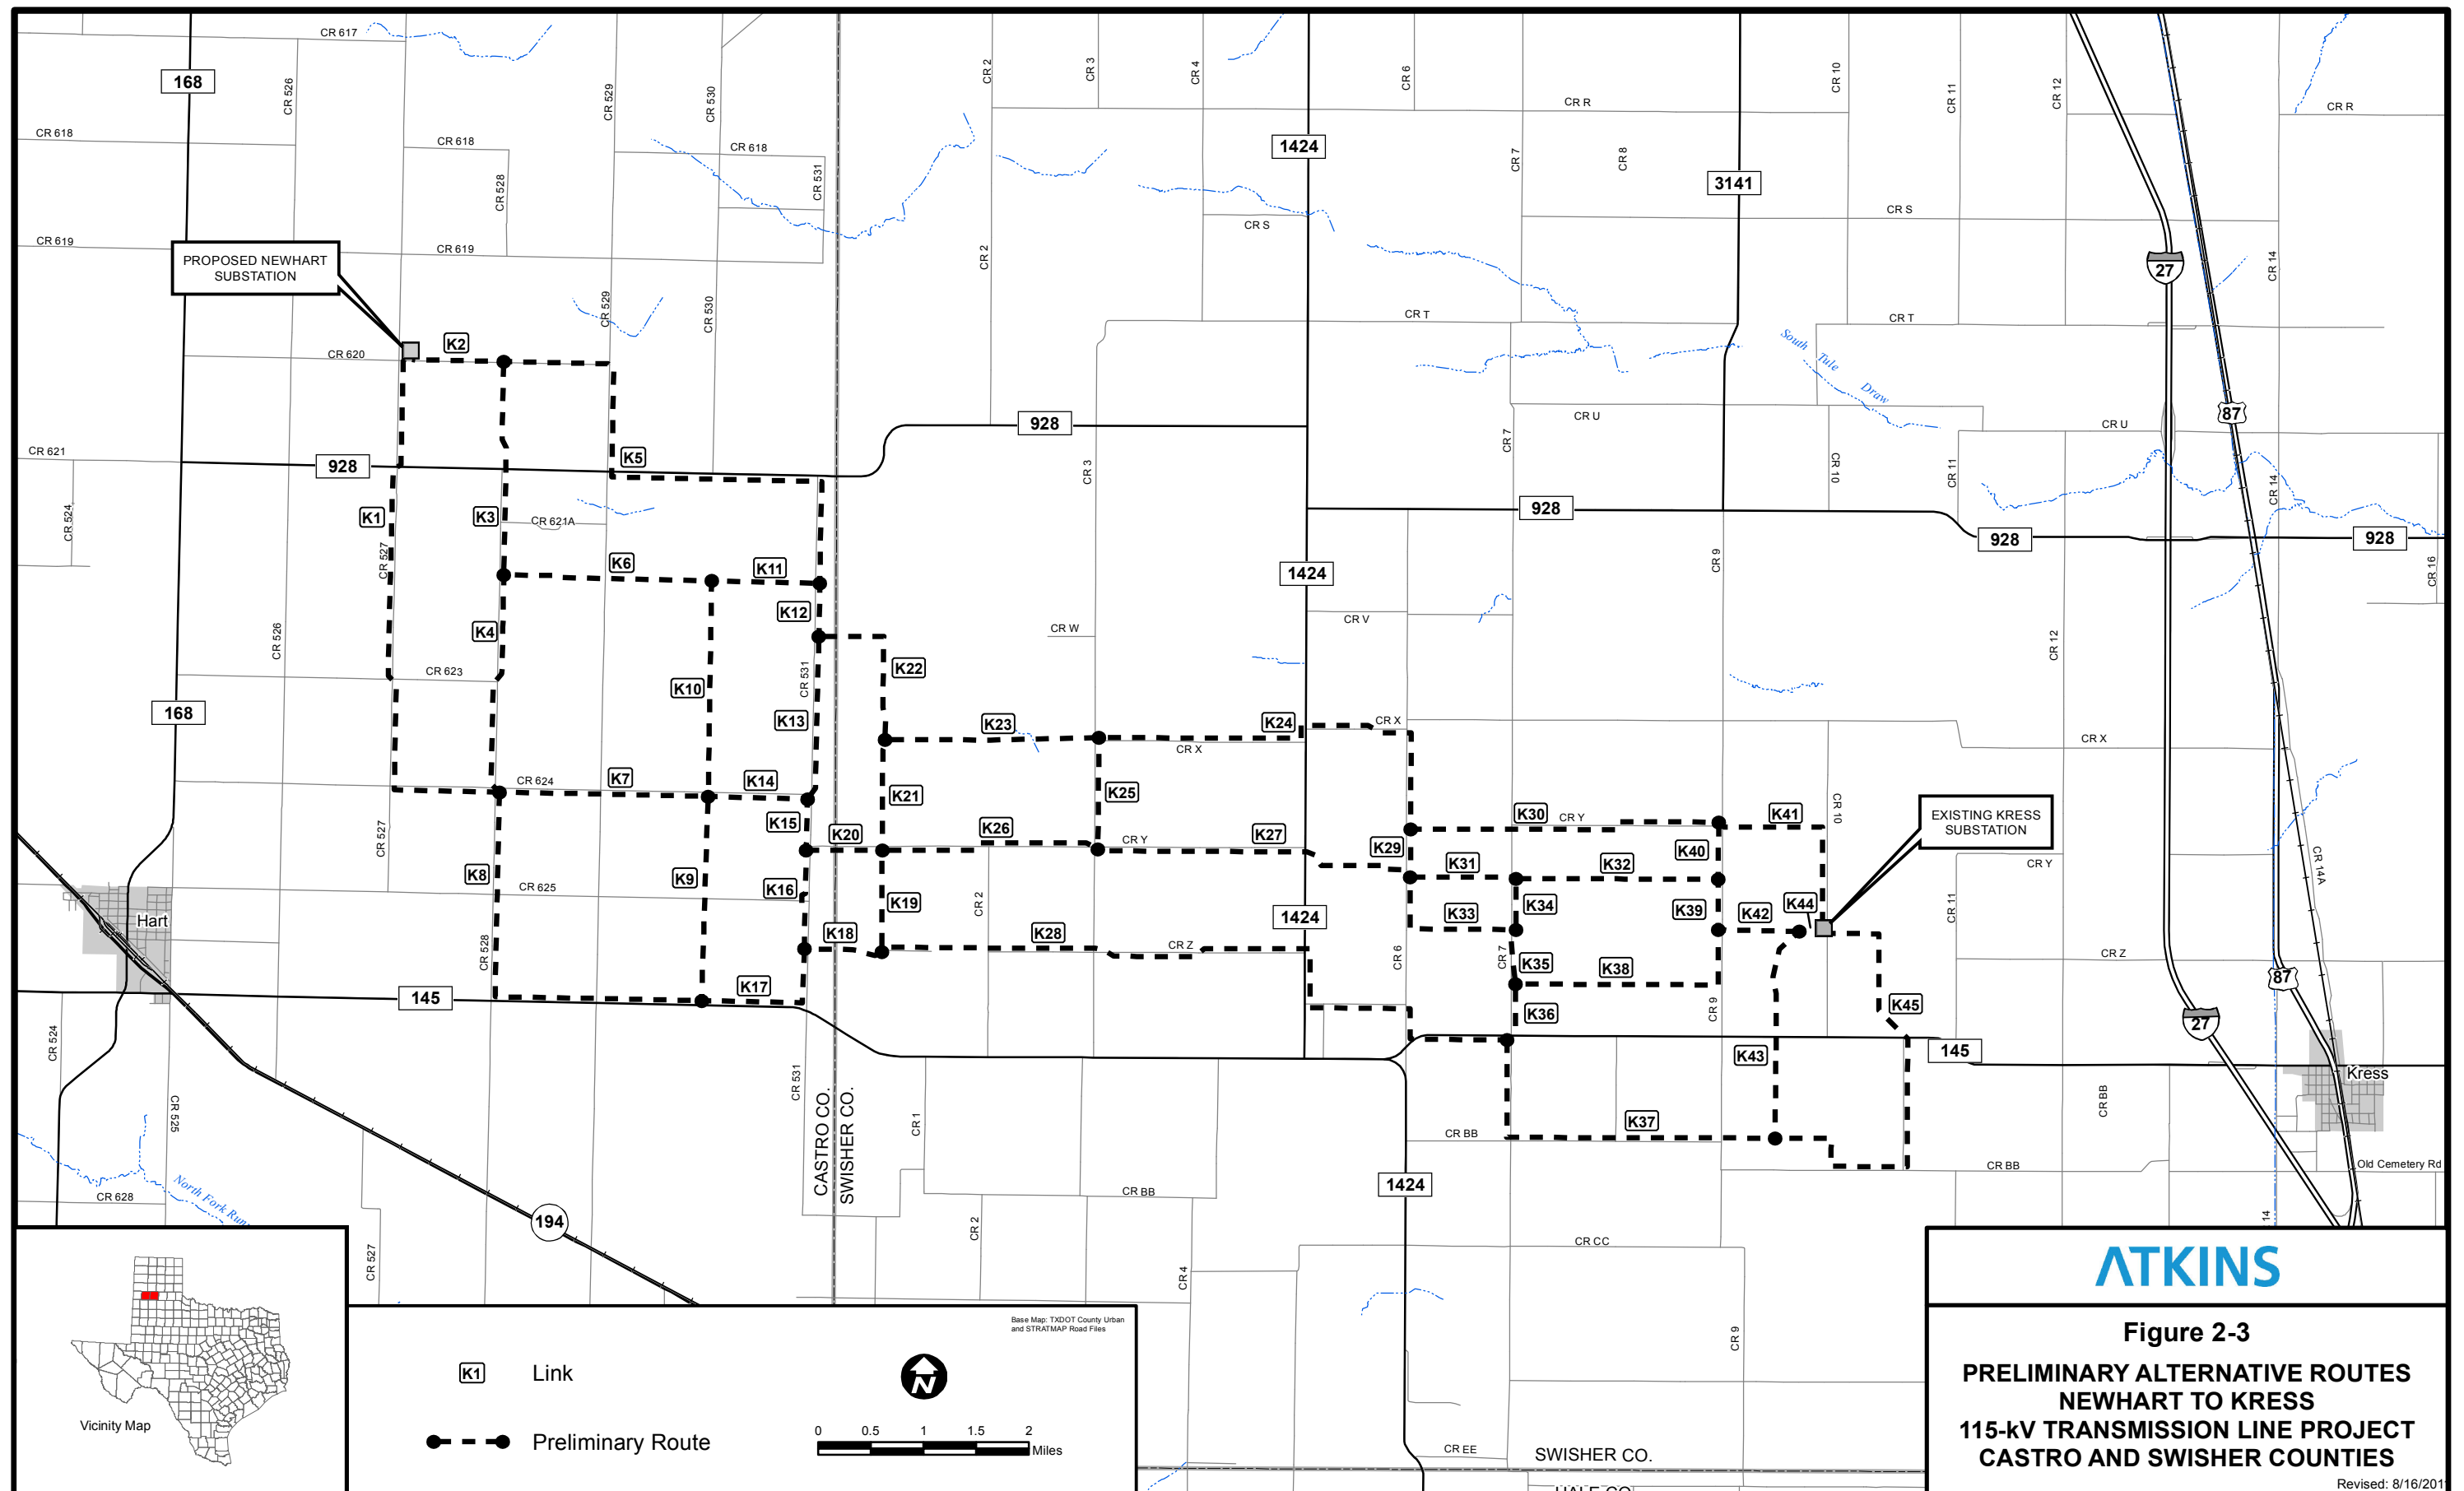 CR 617
168
CR 526
CR 529
CR 530
CR 2
CR 3
CR 4
CR 6
CR R
CR 10
CR 11
CR 12
CR R
CR 618
CR 618
CR 528
CR 618
CR 531
1424
CR 7
CR 8
3141
CR S
CR S
CR 619
CR 619
CR 2
PROPOSED NEWHART
SUBSTATION
27
CR 14
CR 529
CR 530
CR T
CR T
South Tule Draw
K2
CR 620
928
CR U
CR U
87
CR 621
928
K5
CR 3
CR 7
CR 10
CR 11
CR 14
CR 524
K1
K3
CR 621A
928
928
928
CR 527
K6
K11
1424
CR 9
CR 16
K12
CR V
CR W
CR 526
K4
CR 12
CR 623
CR 531
K22
K10
168
K13
K23
K24
CR X
CR X
CR X
CR 624
K7
K14
K21
K25
CR 10
EXISTING KRESS
SUBSTATION
K15
K20
K26
CR Y
K27
K30
CR Y
K41
CR 527
K29
K31
K32
K40
CR Y
CR 14A
K8
CR 625
K9
K16
K19
CR 2
Hart
1424
K33
K34
K39
K42
K44
CR 11
CR 528
K18
K28
CR Z
CR 6
CR 7
K35
K38
CR Z
87
145
K17
K36
CR 9
K45
27
CR 524
K43
145
Kress
CR 531
CASTRO CO.
SWISHER CO.
CR 525
CR 1
CR BB
K37
CR BB
CR BB
Old Cemetery Rd
CR BB
1424
CR 628
North Fork Run
194
CR 527
CR 2
CR 4
CR CC
14
CR 9
Vicinity Map
Base Map: TXDOT County Urban
and STRATMAP Road Files
K1
Link
N
Preliminary Route
0 0.5 1 1.5 2
Miles
CR EE
SWISHER CO.
HALE CO.
ATKINS
Figure 2-3
PRELIMINARY ALTERNATIVE ROUTES
NEWHART TO KRESS
115-kV TRANSMISSION LINE PROJECT
CASTRO AND SWISHER COUNTIES
Revised: 8/16/201